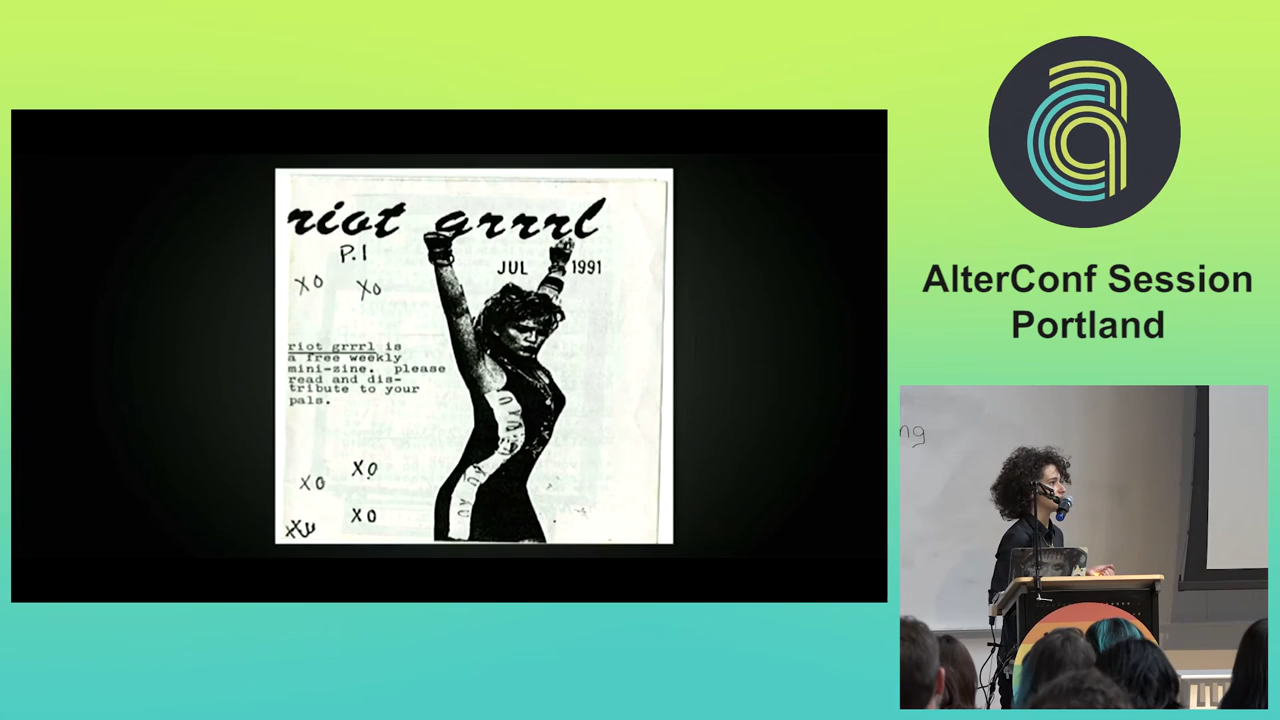 riot grrrl
P.1
JUL 1991
XO
XO
riot grrrl is
a free weekly
mini-zine. please
read and dis-
tribute to your
pals.
XO
XO
XO
AlterConf Session
Portland
ng